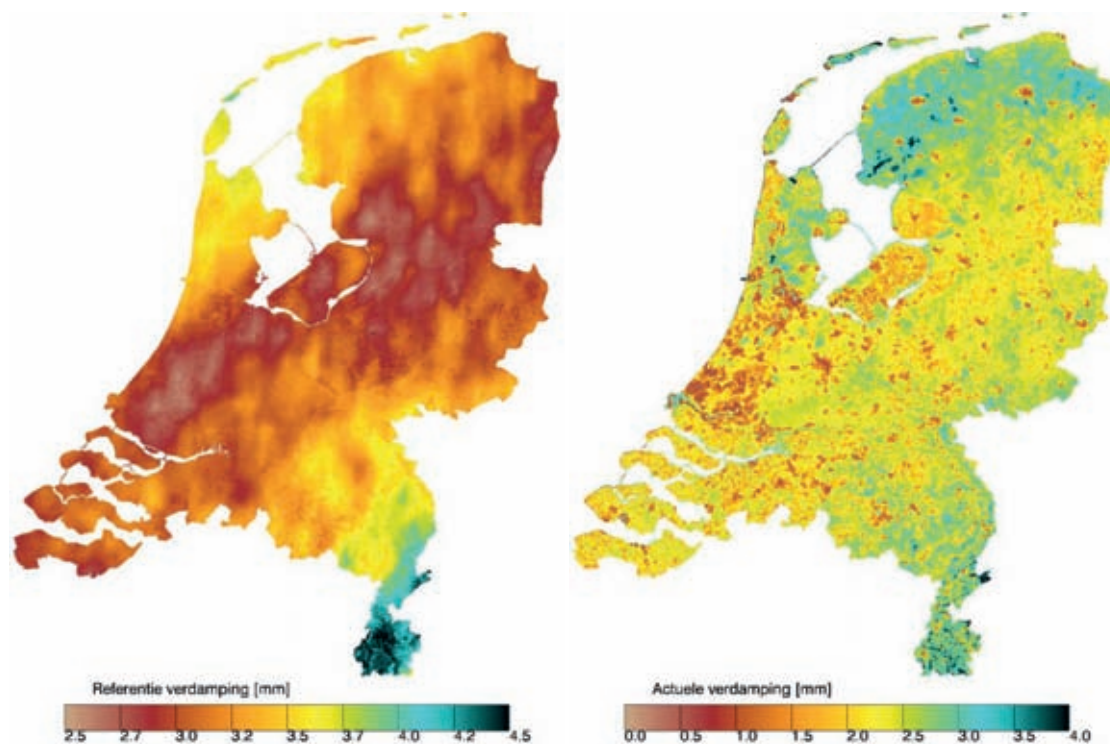 Referentie verdamping [mm]
2.5 2.7 3.0 3.2 3.5 3.7 4.0 4.2 4.5
Actuele verdamping [mm]
0.0 0.5 1.0 1.5 2.0 2.5 3.0 3.5 4.0